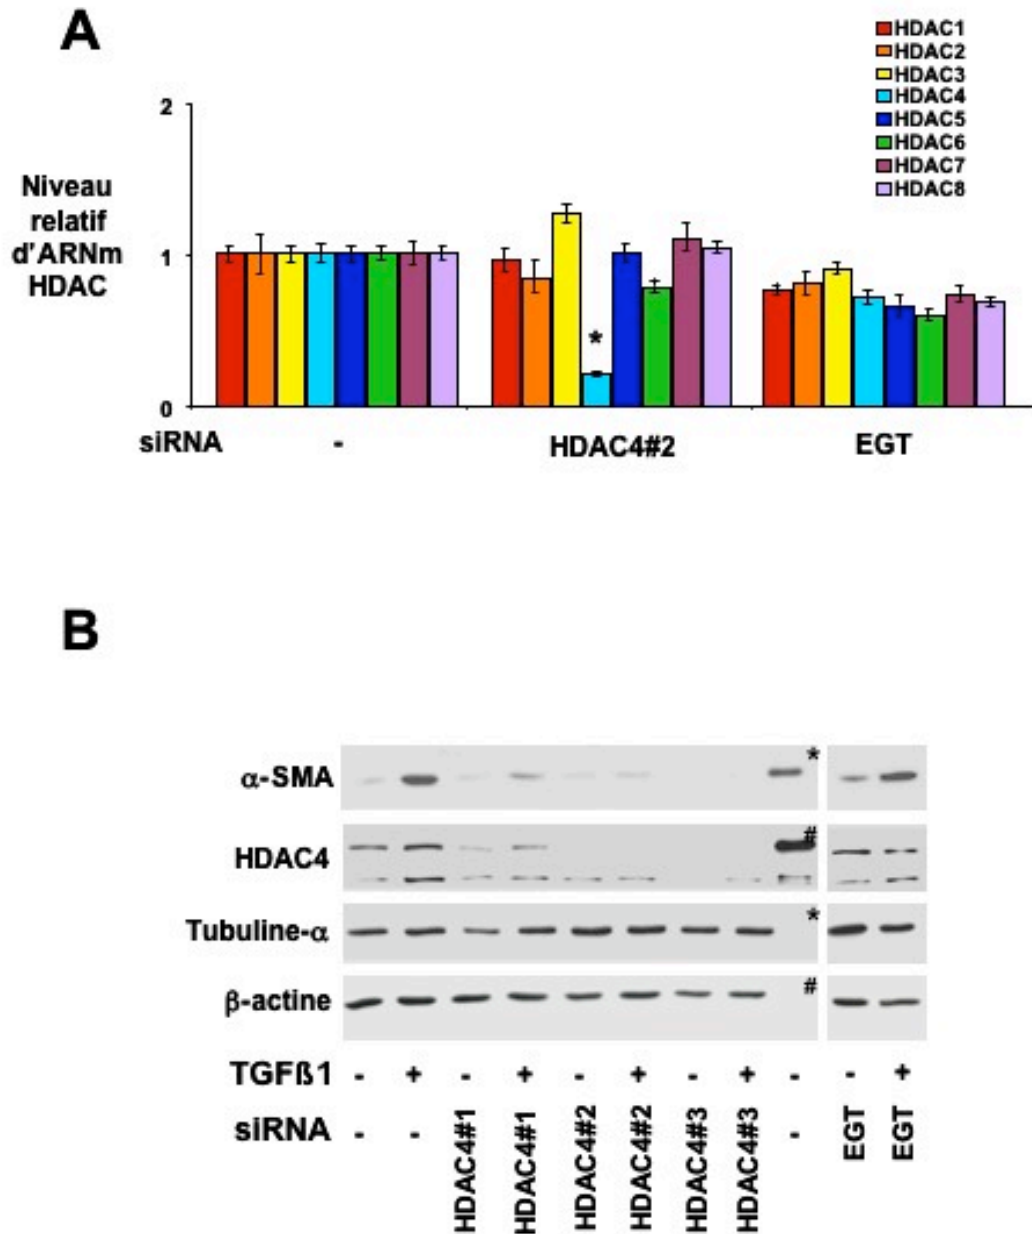 A
HDAC1
HDAC2
HDAC3
HDAC4
HDAC5
HDAC6
HDAC7
HDAC8
2
Niveau
relatif
d'ARNm
HDAC
1
*
0
siRNA - HDAC4#2 EGT
B
α-SMA *
HDAC4 #
Tubuline-α *
β-actine #
TGFß1 - + - + - + - + - - +
siRNA - - HDAC4#1 HDAC4#1 HDAC4#2 HDAC4#2 HDAC4#3 HDAC4#3 - EGT EGT